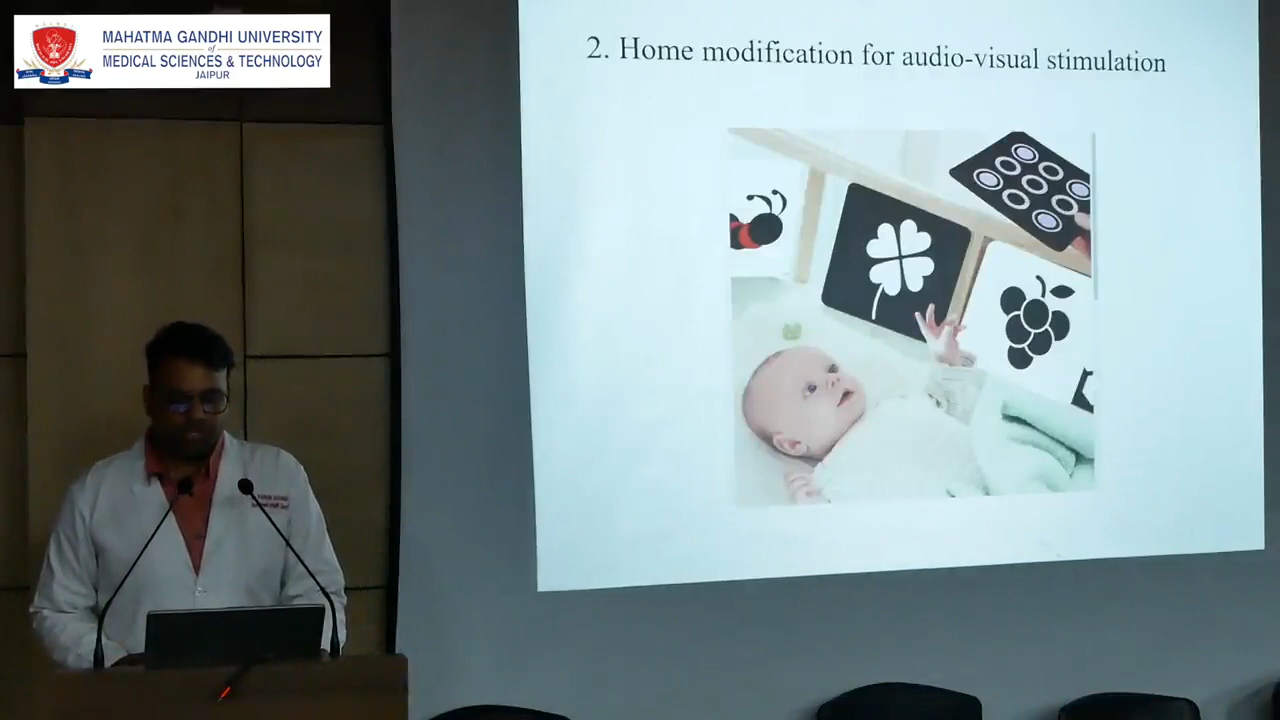 MAHATMA GANDHI UNIVERSITY
of
MEDICAL SCIENCES & TECHNOLOGY
JAIPUR
2. Home modification for audio-visual stimulation